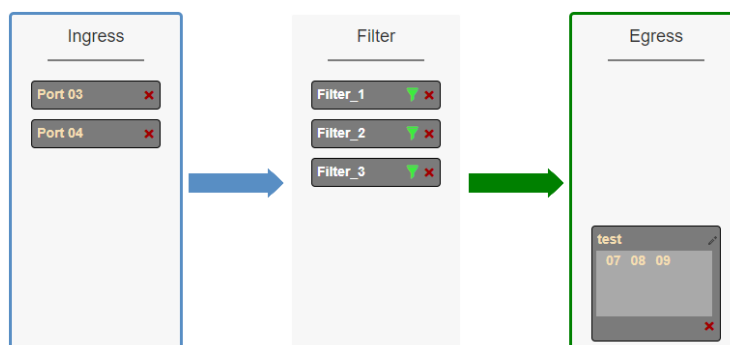 Ingress
Port 03
Port 04
Filter
Filter_1
Filter_2
Filter_3
Egress
test
07 08 09